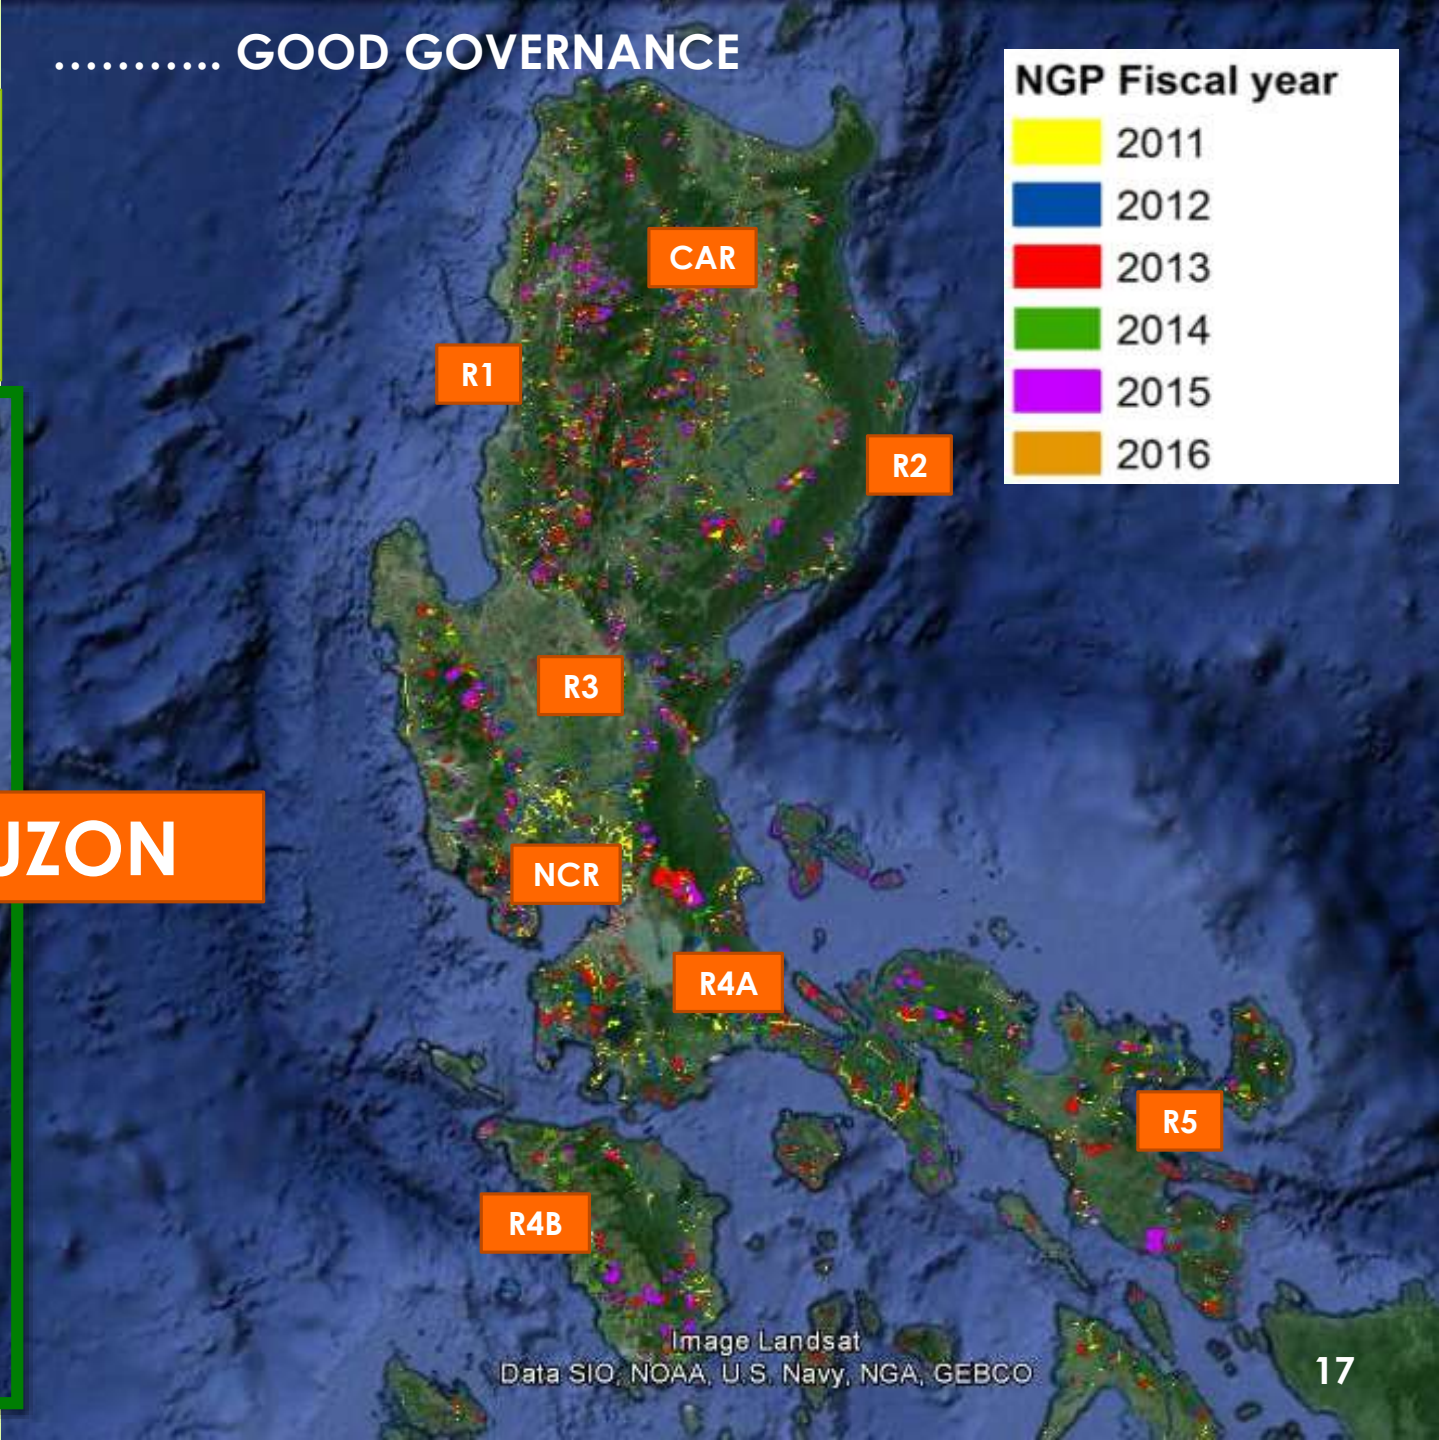 ……….. GOOD GOVERNANCE
NGP Fiscal year
2011
2012
2013
2014
2015
2016
CAR
R1
R2
R3
UZON
NCR
R4A
R5
R4B
Image Landsat
Data SIO, NOAA, U.S. Navy, NGA, GEBCO
17